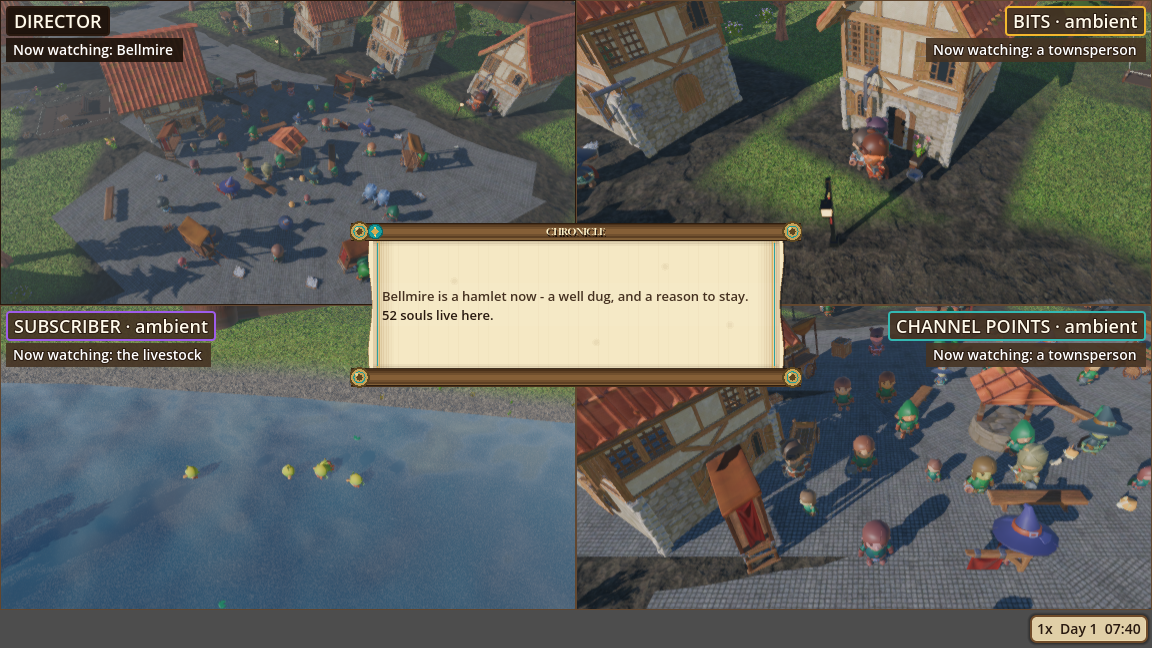 DIRECTOR
Now watching: Bellmire
BITS · ambient
Now watching: a townsperson
CHRONICLE
Bellmire is a hamlet now - a well dug, and a reason to stay.
52 souls live here.
SUBSCRIBER · ambient
Now watching: the livestock
CHANNEL POINTS · ambient
Now watching: a townsperson
1x Day 1 07:40